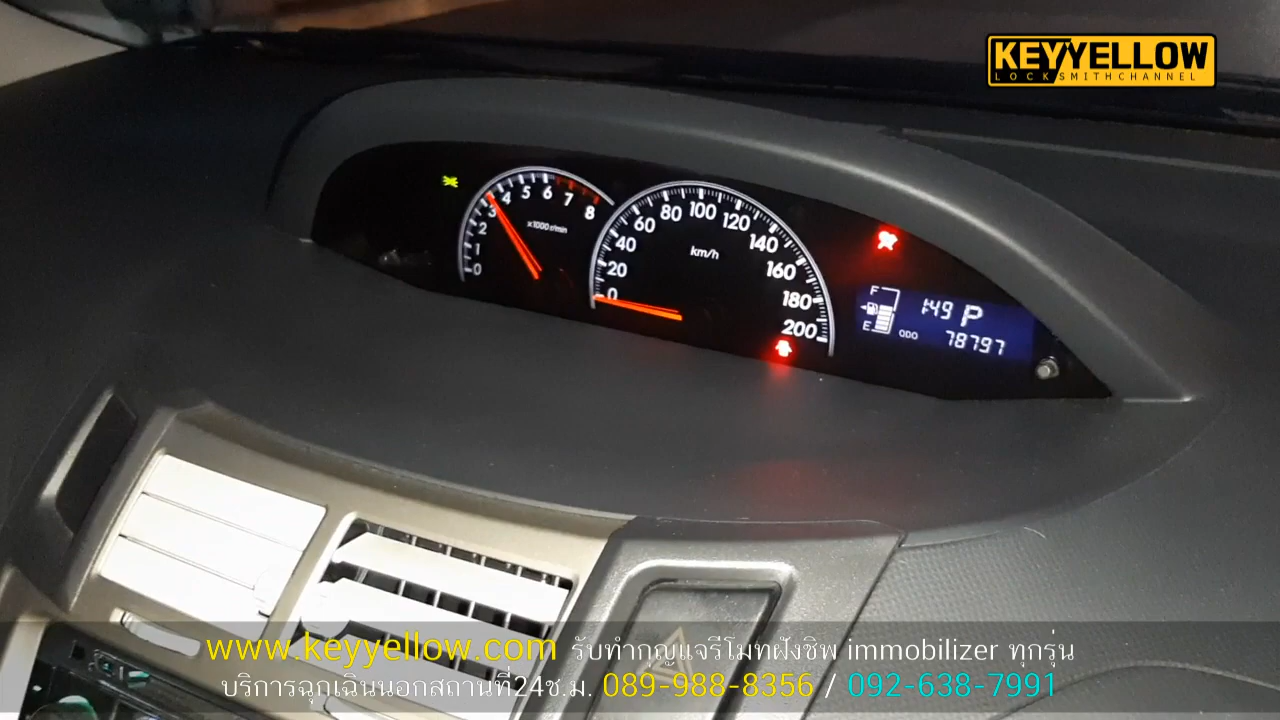 KEYYELLOW
LOCKSMITHCHANNEL
0 1 2 3 4 5 6 7 8
x1000r/min
0 20 40 60 80 100 120 140 160 180 200
km/h
F
1:49 P
E
ODO 78797
www.keyyellow.com รับทำกุญแจรีโมทฝังชิพ immobilizer ทุกรุ่น
บริการฉุกเฉินนอกสถานที่24ช.ม. 089-988-8356 / 092-638-7991